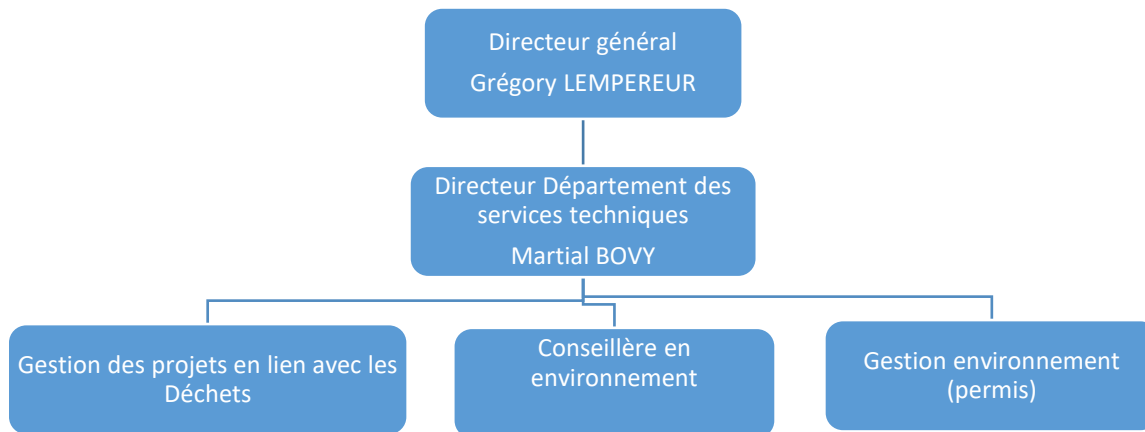 Directeur général
Grégory LEMPEREUR
Directeur Département des
services techniques
Martial BOVY
Gestion des projets en lien avec les
Déchets
Conseillère en
environnement
Gestion environnement
(permis)